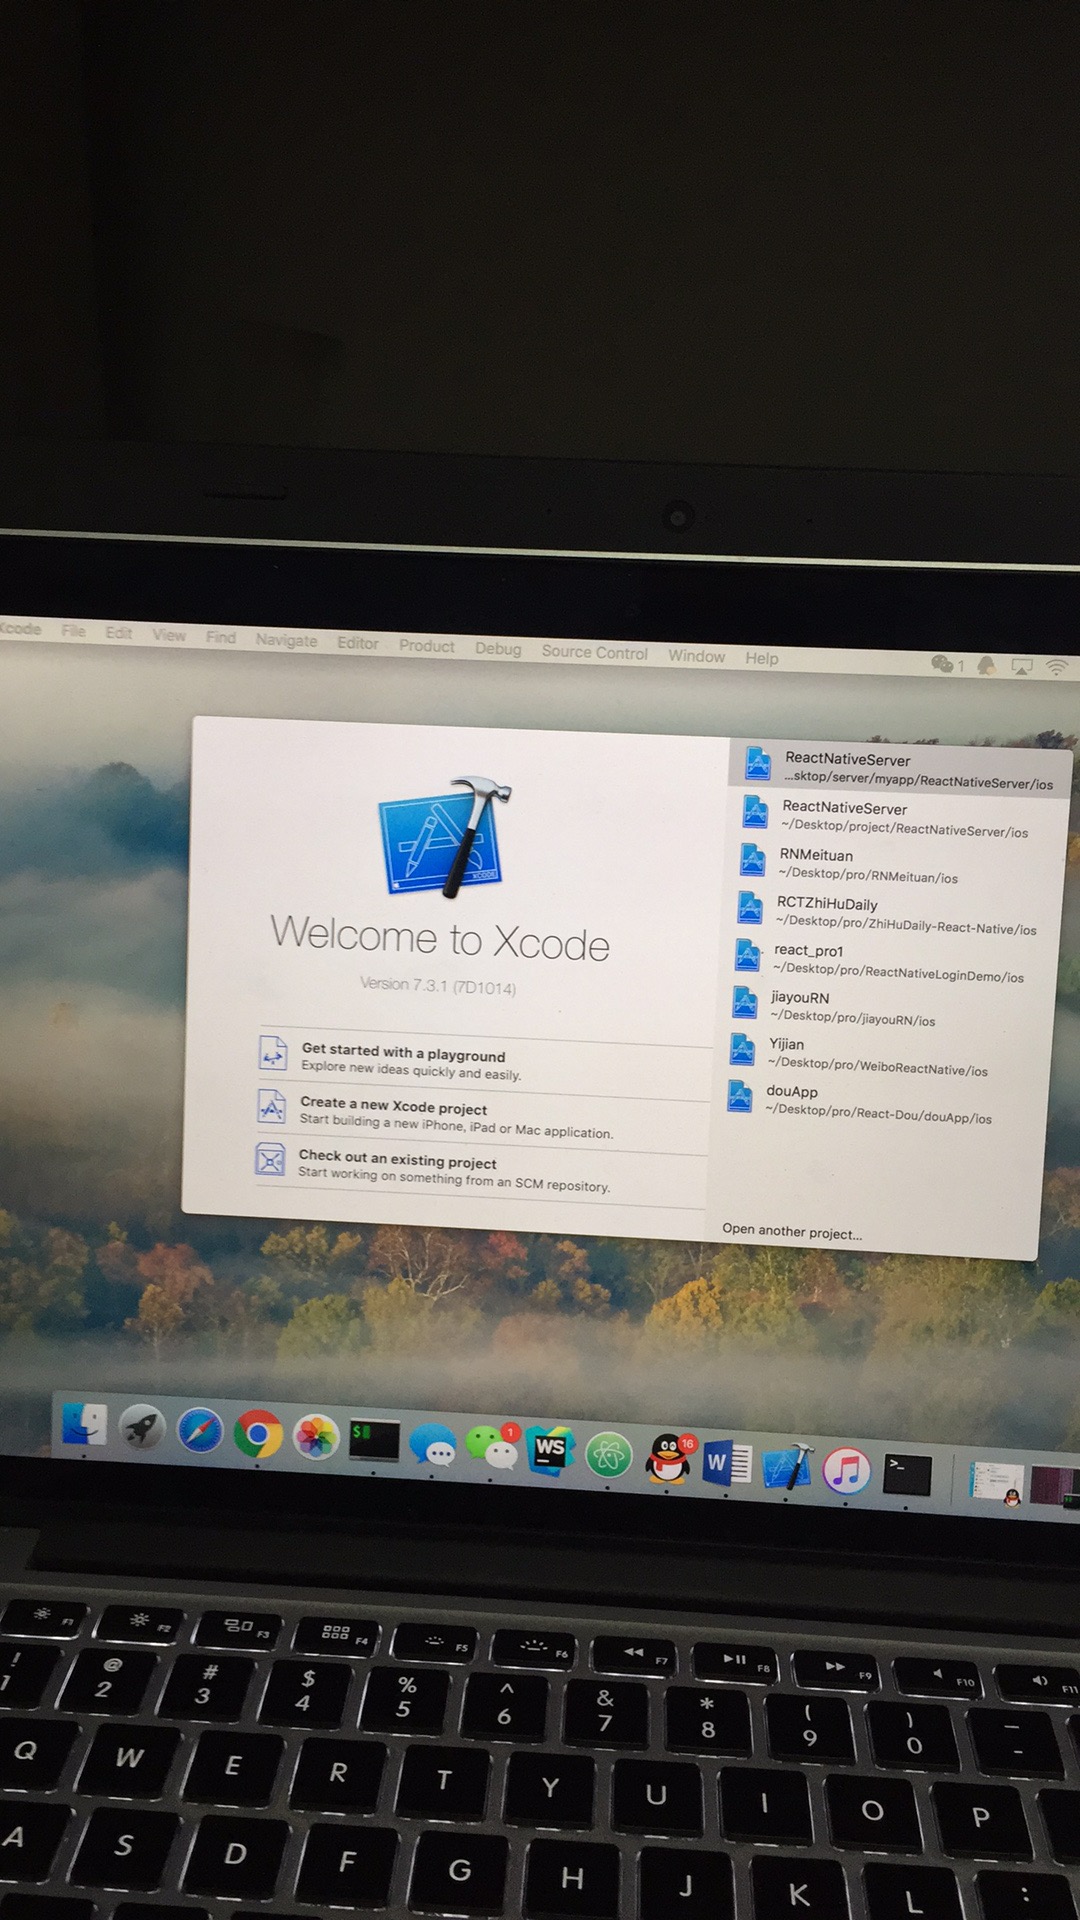 Xcode File Edit View Find Navigate Editor Product Debug Source Control Window Help 1
XCODE
Welcome to Xcode
Version 7.3.1 (7D1014)
Get started with a playground
Explore new ideas quickly and easily.
Create a new Xcode project
Start building a new iPhone, iPad or Mac application.
Check out an existing project
Start working on something from an SCM repository.
ReactNativeServer
...sktop/server/myapp/ReactNativeServer/ios
ReactNativeServer
~/Desktop/project/ReactNativeServer/ios
RNMeituan
~/Desktop/pro/RNMeituan/ios
RCTZhiHuDaily
~/Desktop/pro/ZhiHuDaily-React-Native/ios
react_pro1
~/Desktop/pro/ReactNativeLoginDemo/ios
jiayouRN
~/Desktop/pro/jiayouRN/ios
Yijian
~/Desktop/pro/WeiboReactNative/ios
douApp
~/Desktop/pro/React-Dou/douApp/ios
Open another project...
$ 1 WS 16 W >_
F1 F2 F3 F4 F5 F6 F7 F8 F9 F10 F11
! @ # $ % ^ & * ( ) _
1 2 3 4 5 6 7 8 9 0 -
Q W E R T Y U I O P
A S D F G H J K L :